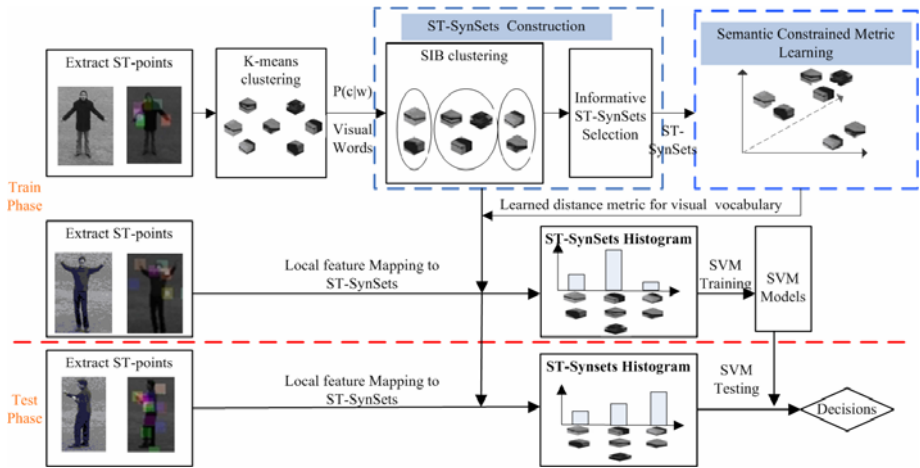 ST-SynSets Construction
Semantic Constrained Metric
Learning
Extract ST-points
K-means
clustering
P(c|w)
Visual
Words
SIB clustering
Informative
ST-SynSets
Selection
ST-
SynSets
Train
Phase
Learned distance metric for visual vocabulary
Extract ST-points
Local feature Mapping to
ST-SynSets
ST-SynSets Histogram
SVM
Training
SVM
Models
Test
Phase
Extract ST-points
Local feature Mapping to
ST-SynSets
ST-Synsets Histogram
SVM
Testing
Decisions